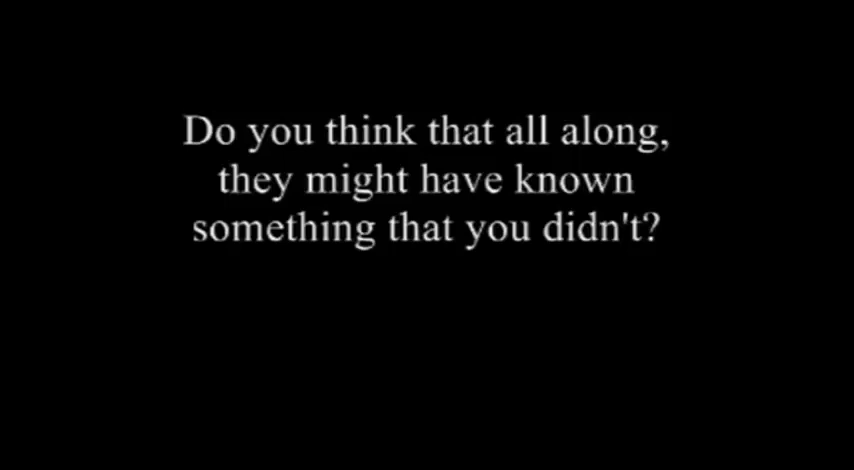 Do you think that all along,
they might have known
something that you didn't?